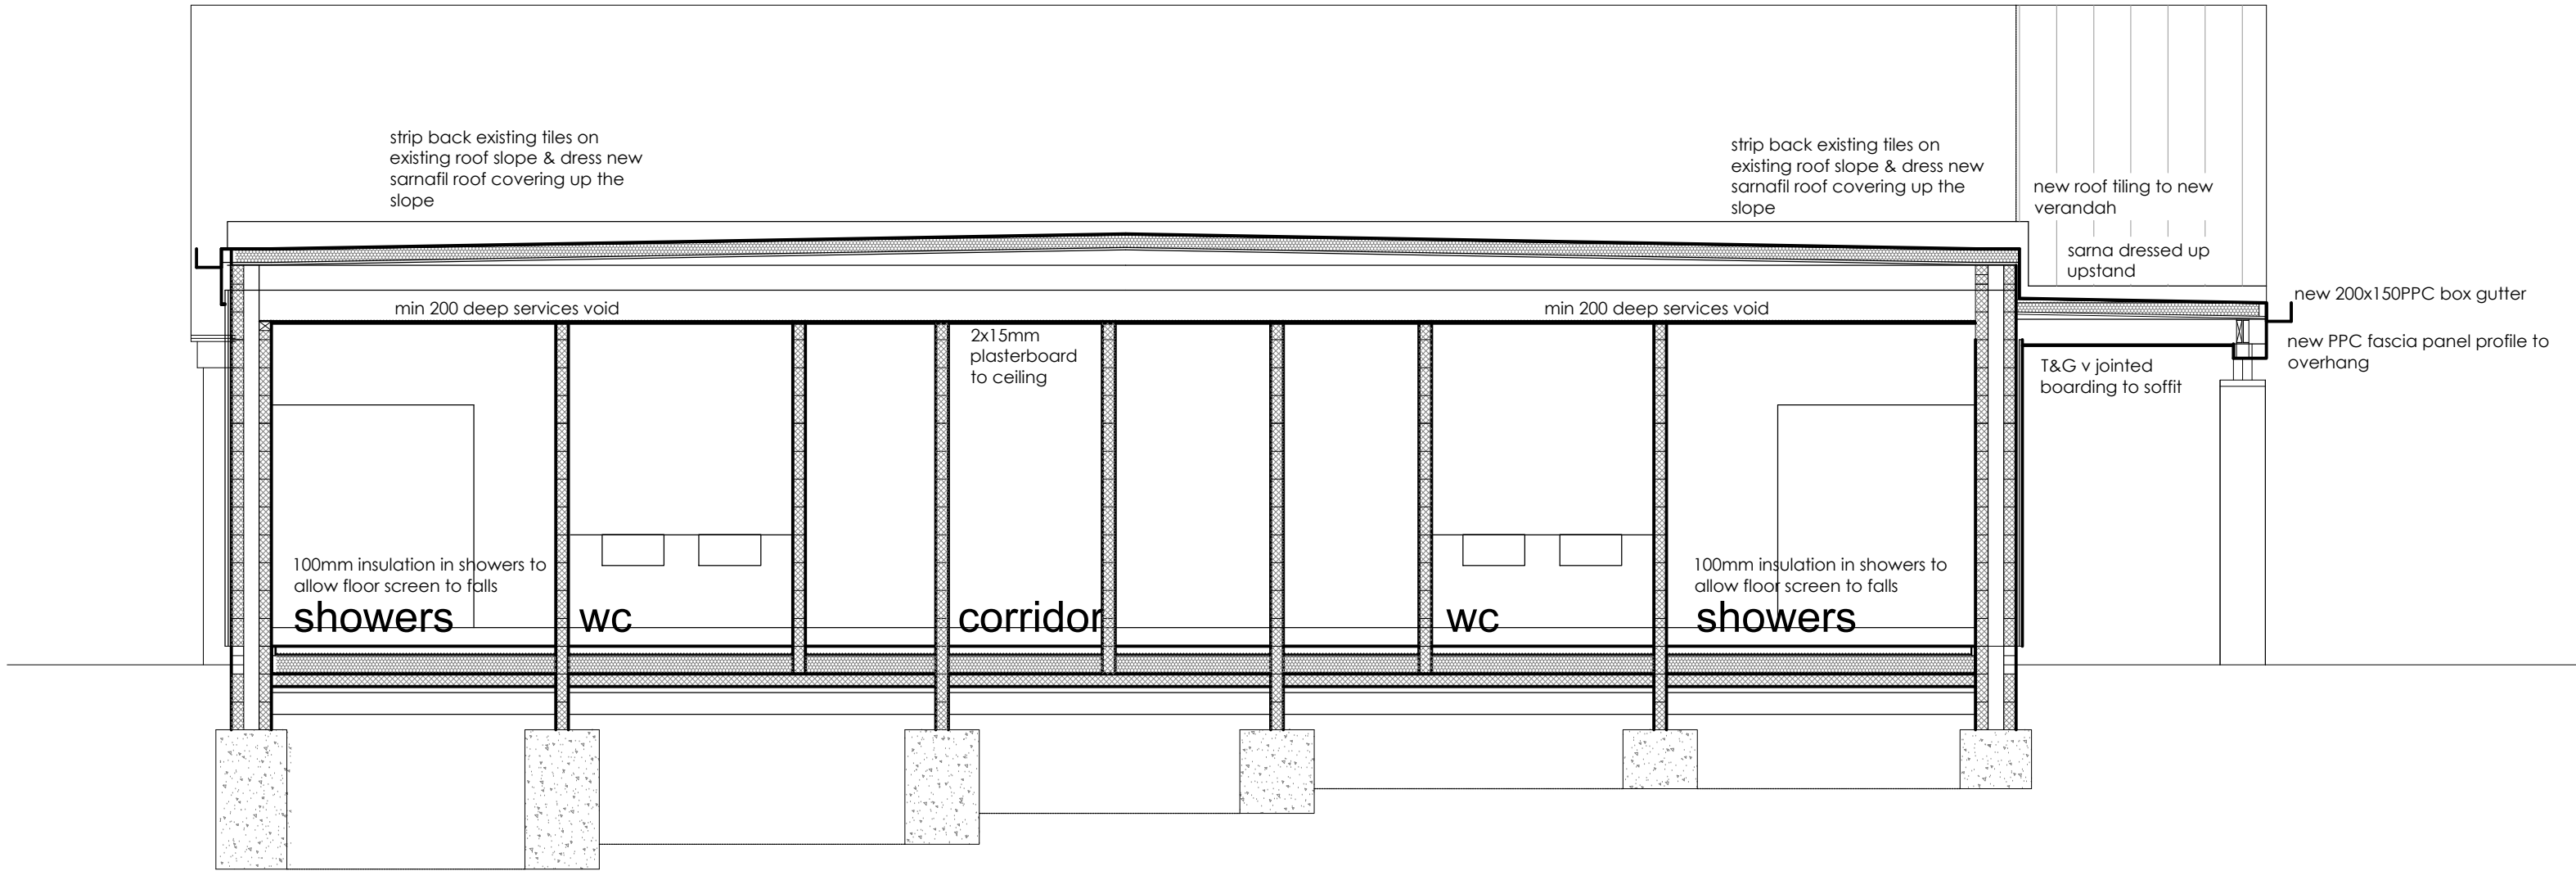 strip back existing tiles on
existing roof slope & dress new
sarnafil roof covering up the
slope
strip back existing tiles on
existing roof slope & dress new
sarnafil roof covering up the
slope
new roof tiling to new
verandah
sarna dressed up
upstand
new 200x150PPC box gutter
new PPC fascia panel profile to
overhang
T&G v jointed
boarding to soffit
min 200 deep services void
min 200 deep services void
2x15mm
plasterboard
to ceiling
100mm insulation in showers to
allow floor screen to falls
showers
wc
corridor
wc
100mm insulation in showers to
allow floor screen to falls
showers